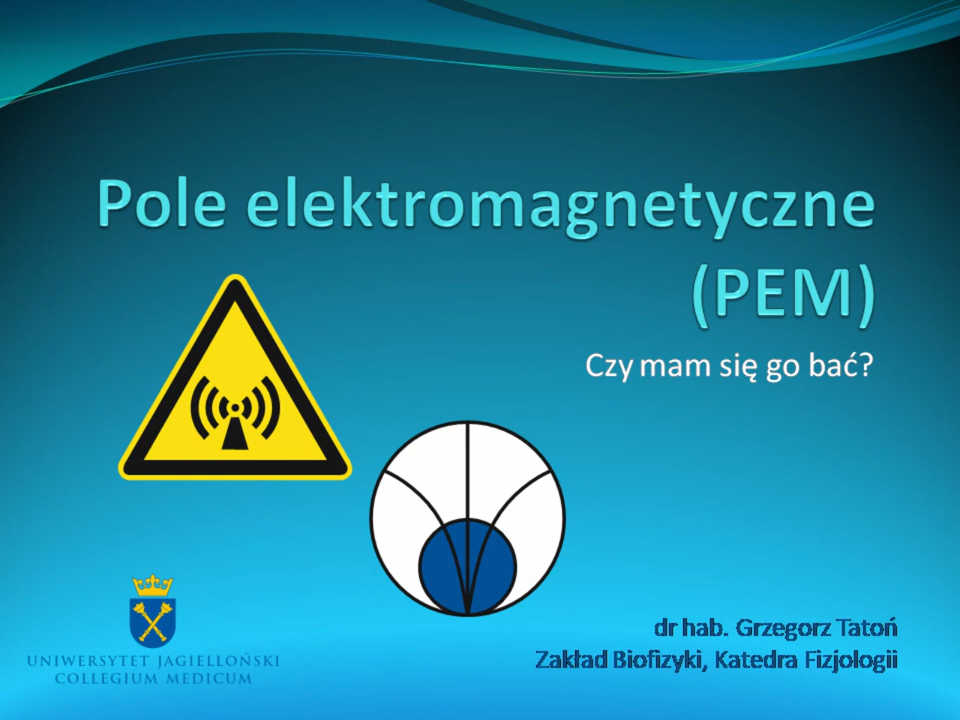 Pole elektromagnetyczne
(PEM)
Czy mam się go bać?
dr hab. Grzegorz Tatoń
Zakład Biofizyki, Katedra Fizjologii
UNIWERSYTET JAGIELLOŃSKI
COLLEGIUM MEDICUM